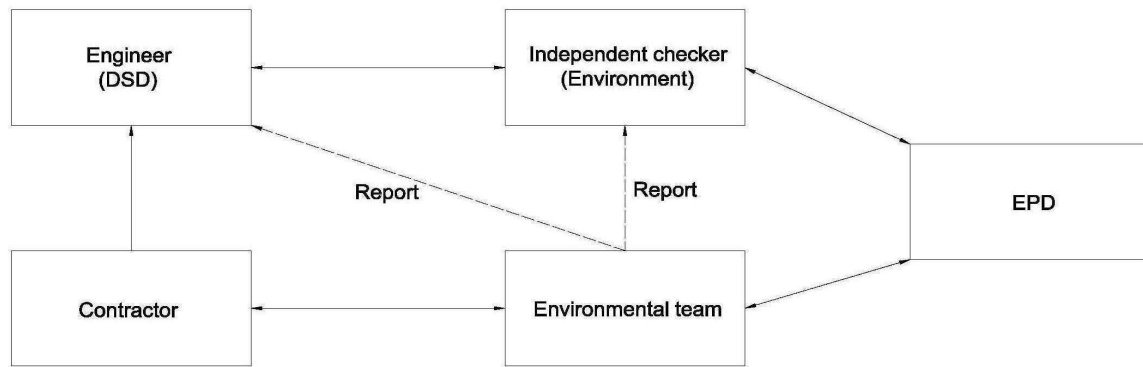 Engineer
(DSD)
Independent checker
(Environment)
Report
Report
EPD
Contractor
Environmental team